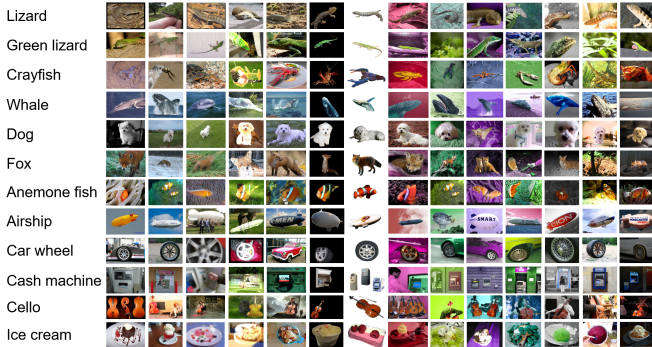 Lizard
Green lizard
Crayfish
Whale
Dog
Fox
Anemone fish
Airship
Car wheel
Cash machine
Cello
Ice cream